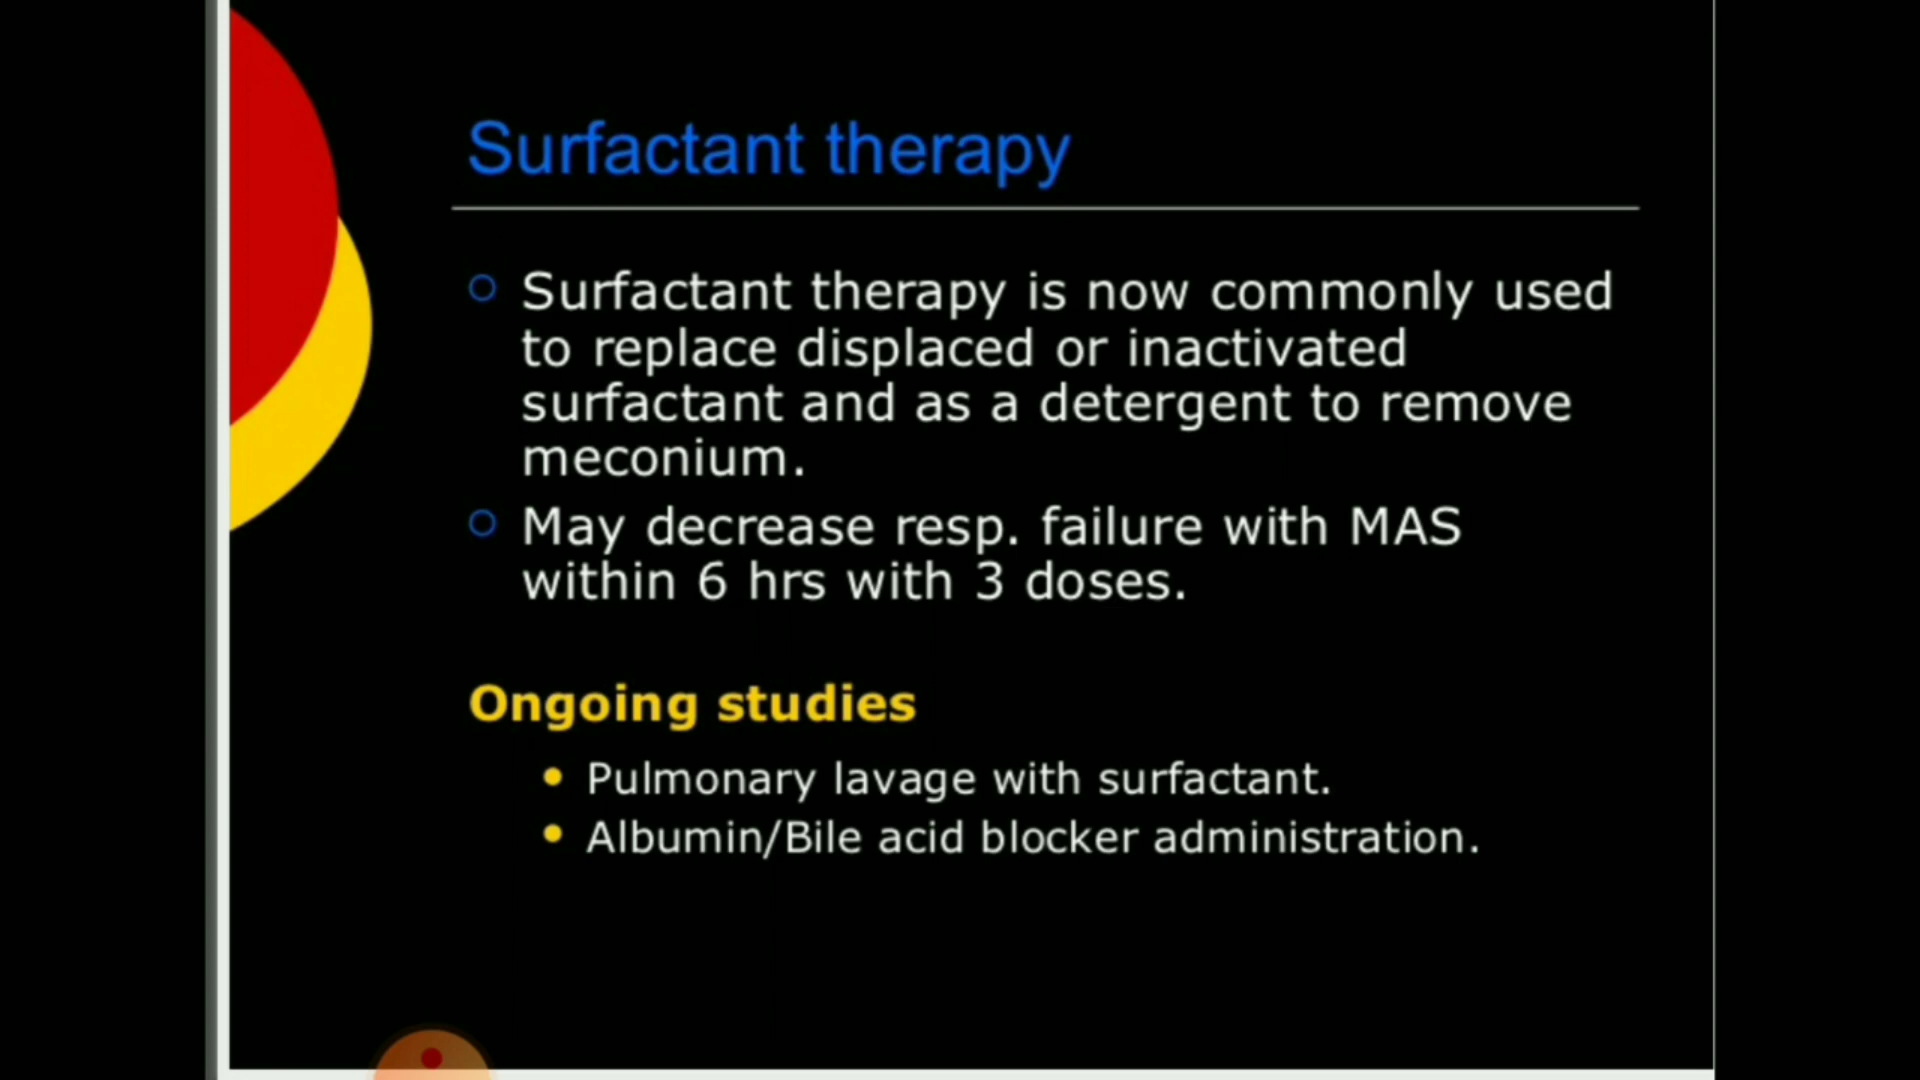 Surfactant therapy
Surfactant therapy is now commonly used
to replace displaced or inactivated
surfactant and as a detergent to remove
meconium.
May decrease resp. failure with MAS
within 6 hrs with 3 doses.
Ongoing studies
Pulmonary lavage with surfactant.
Albumin/Bile acid blocker administration.